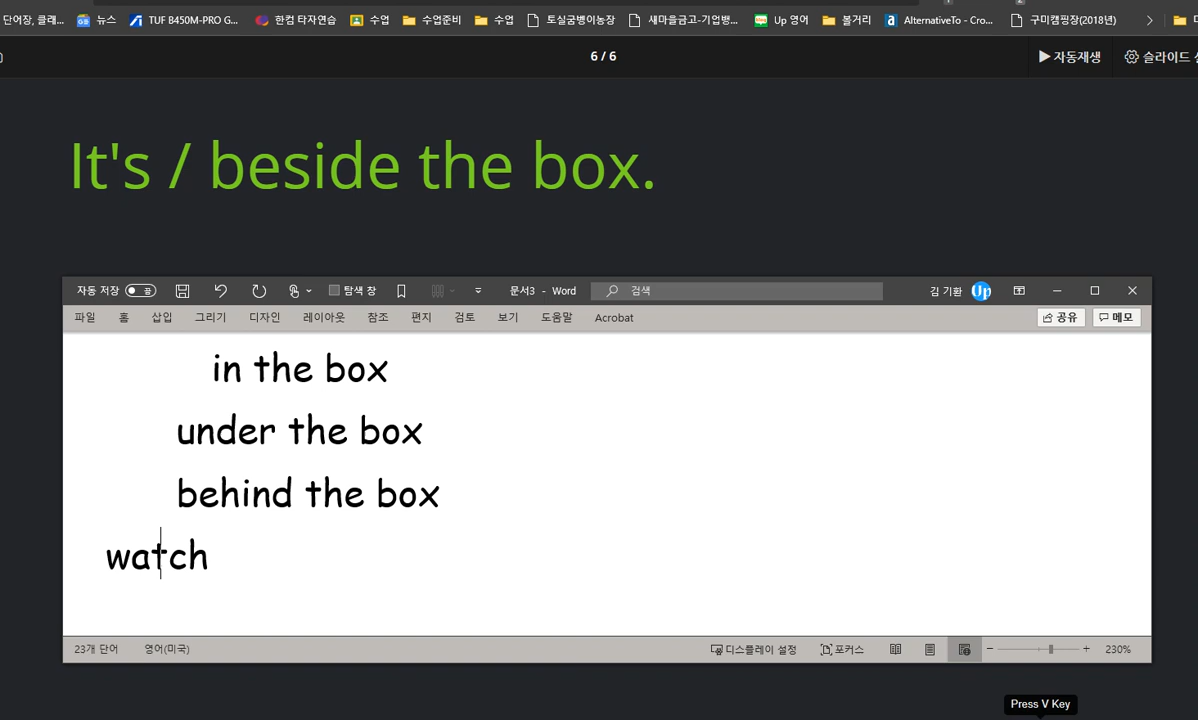 단어장, 클래... 뉴스 TUF B450M-PRO G... 한컴 타자연습 수업 수업준비 수업 토실굼벵이농장 새마을금고-기업뱅... Up 영어 볼거리 AlternativeTo - Cro... 구미캠핑장(2018년)
6 / 6 자동재생 슬라이드
It's / beside the box.
자동 저장 끔 탐색 창 문서3 - Word 검색 김 기환 Up
파일 홈 삽입 그리기 디자인 레이아웃 참조 편지 검토 보기 도움말 Acrobat 공유 메모
in the box
under the box
behind the box
watch
23개 단어 영어(미국) 디스플레이 설정 포커스 230%
Press V Key